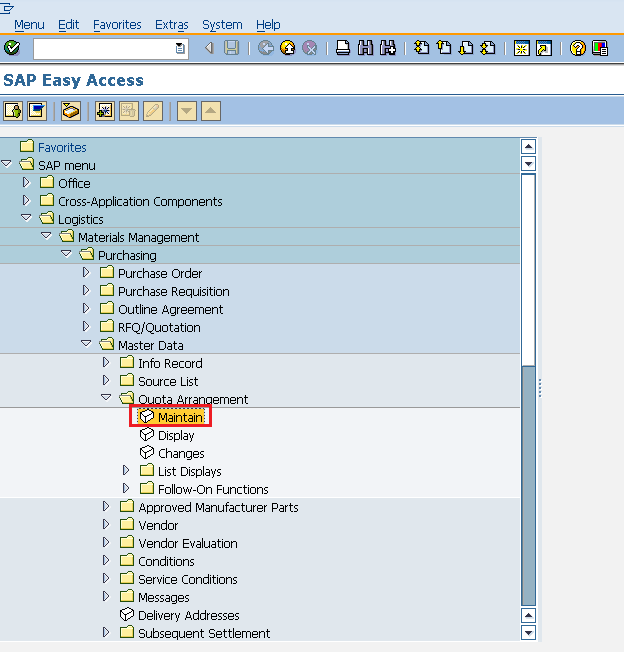 Menu Edit Favorites Extras System Help
SAP Easy Access
Favorites
SAP menu
Office
Cross-Application Components
Logistics
Materials Management
Purchasing
Purchase Order
Purchase Requisition
Outline Agreement
RFQ/Quotation
Master Data
Info Record
Source List
Quota Arrangement
Maintain
Display
Changes
List Displays
Follow-On Functions
Approved Manufacturer Parts
Vendor
Vendor Evaluation
Conditions
Service Conditions
Messages
Delivery Addresses
Subsequent Settlement